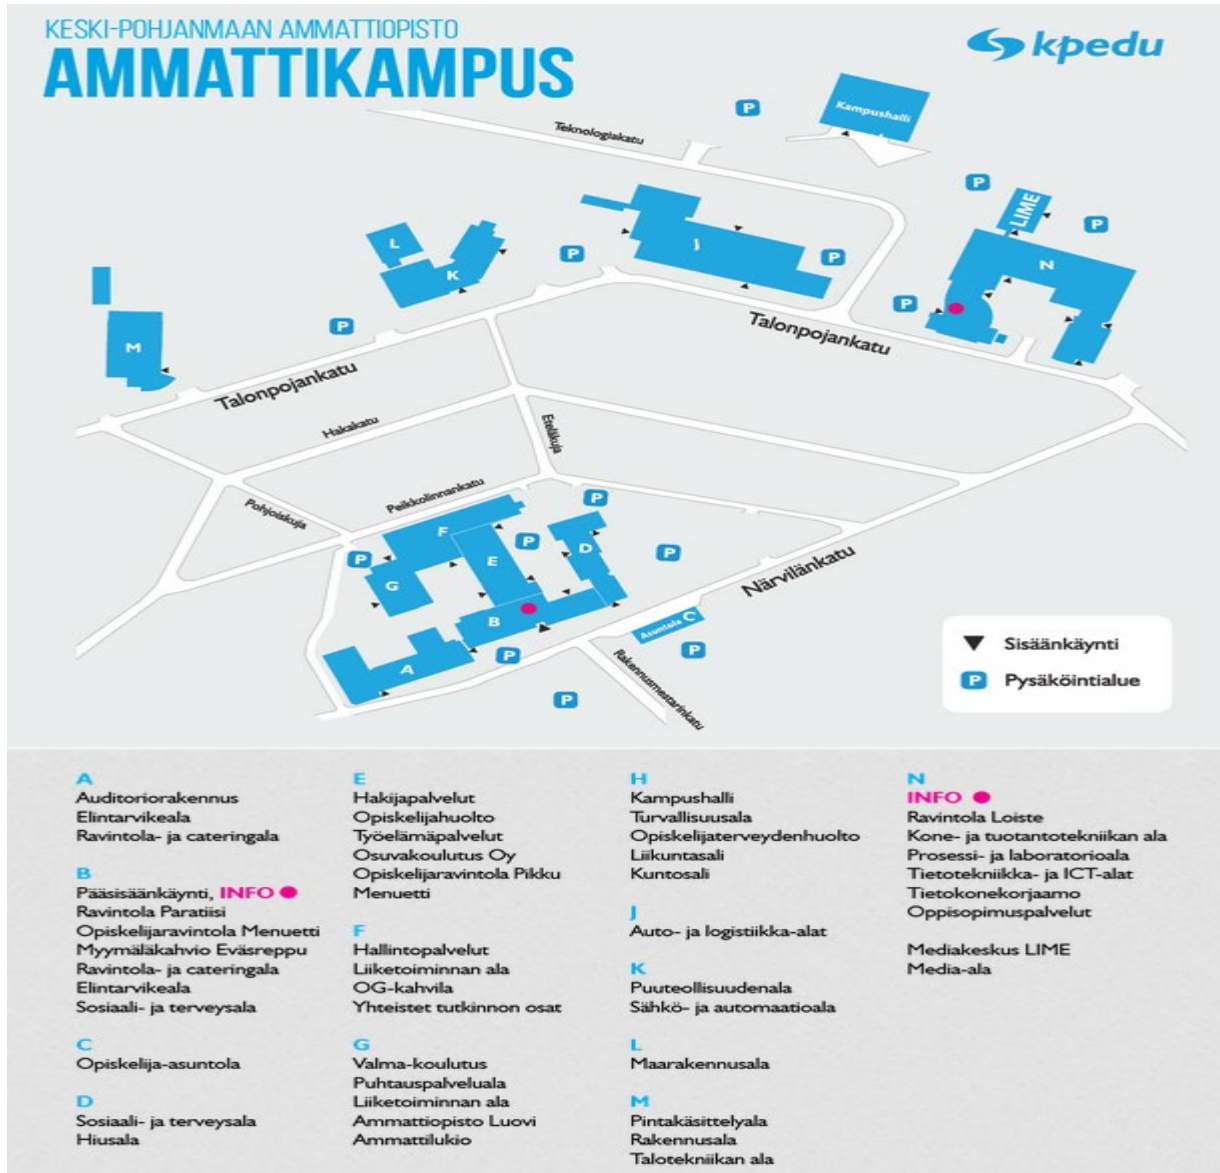 KESKI-POHJANMAAN AMMATTIOPISTO
AMMATTIKAMPUS
kpedu
P
Kampushalli
Teknologiakatu
P
LIME
P
L
J
K
P
P
N
P
M
P
Talonpojankatu
Talonpojankatu
Hakakatu
Eteläkuja
Peikkolinnankatu
Pohjoiskuja
P
F
P
D
E
P
P
G
Närvilänkatu
B
Asuntola C
A
P
P
Rakennusmestarinkatu
P
Sisäänkäynti
P
Pysäköintialue
A
Auditoriorakennus
Elintarvikeala
Ravintola- ja cateringala
B
Pääsisäänkäynti, INFO
Ravintola Paratiisi
Opiskelijaravintola Menuetti
Myymäläkahvio Eväsreppu
Ravintola- ja cateringala
Elintarvikeala
Sosiaali- ja terveysala
C
Opiskelija-asuntola
D
Sosiaali- ja terveysala
Hiusala
E
Hakijapalvelut
Opiskelijahuolto
Työelämäpalvelut
Osuvakoulutus Oy
Opiskelijaravintola Pikku
Menuetti
F
Hallintopalvelut
Liiketoiminnan ala
OG-kahvila
Yhteistet tutkinnon osat
G
Valma-koulutus
Puhtauspalveluala
Liiketoiminnan ala
Ammattiopisto Luovi
Ammattilukio
H
Kampushalli
Turvallisuusala
Opiskelijaterveydenhuolto
Liikuntasali
Kuntosali
J
Auto- ja logistiikka-alat
K
Puuteollisuudenala
Sähkö- ja automaatioala
L
Maarakennusala
M
Pintakäsittelyala
Rakennusala
Talotekniikan ala
N
INFO
Ravintola Loiste
Kone- ja tuotantotekniikan ala
Prosessi- ja laboratorioala
Tietotekniikka- ja ICT-alat
Tietokonekorjaamo
Oppisopimuspalvelut
Mediakeskus LIME
Media-ala